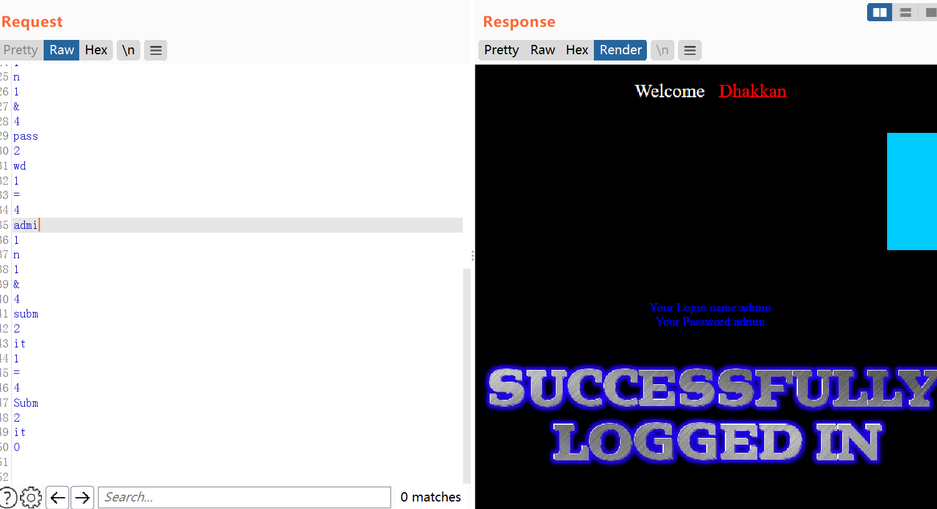 Request
Pretty Raw Hex \n
25 n
26 1
27 &
28 4
29 pass
30 2
31 wd
32 1
33 =
34 4
35 admi
36 1
37 n
38 1
39 &
40 4
41 subm
42 2
43 it
44 1
45 =
46 4
47 Subm
48 2
49 it
50 0
51
52
Search...
0 matches
Response
Pretty Raw Hex Render \n
Welcome Dhakkan
Your Login name:admin
Your Password:admin
SUCCESSFULLY
LOGGED IN